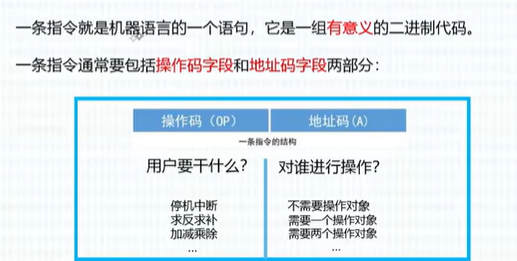 一条指令就是机器语言的一个语句，它是一组有意义的二进制代码。
一条指令通常要包括操作码字段和地址码字段两部分：
操作码（OP） 地址码(A)
一条指令的结构
用户要干什么？ 对谁进行操作？
停机中断 不需要操作对象
求反求补 需要一个操作对象
加减乘除 需要两个操作对象
... ...